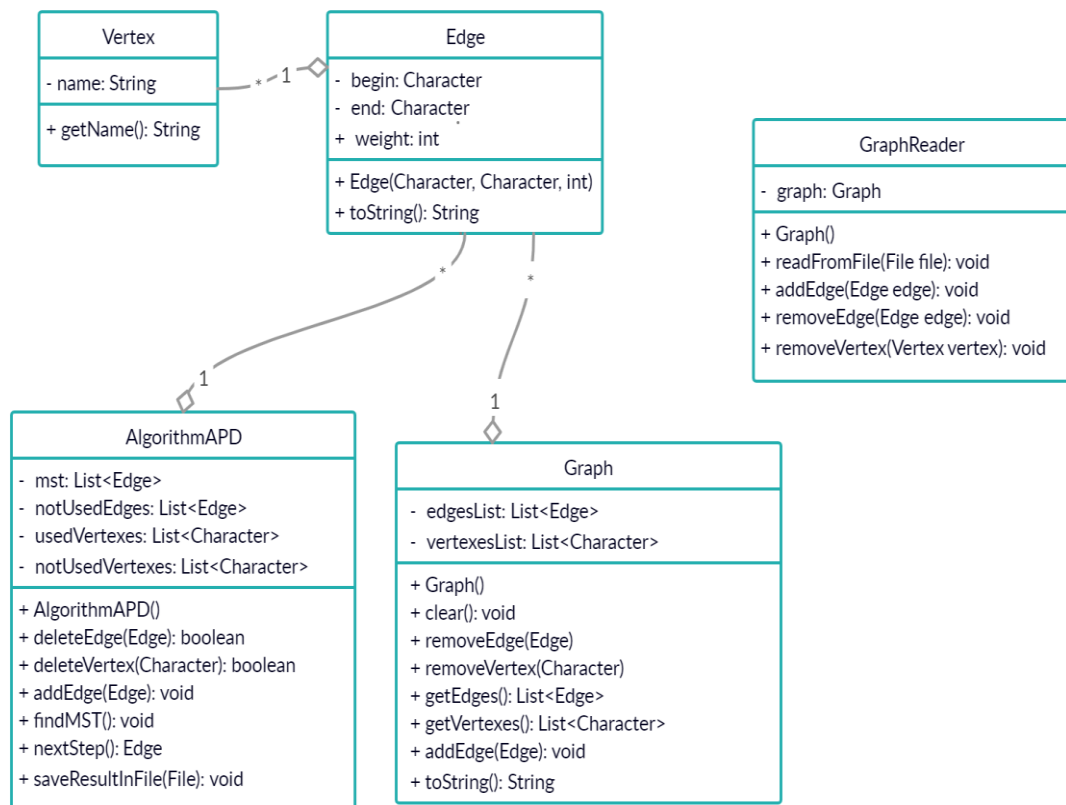 Vertex
- name: String
+ getName(): String
* 1
Edge
- begin: Character
- end: Character
+ weight: int
+ Edge(Character, Character, int)
+ toString(): String
GraphReader
- graph: Graph
+ Graph()
+ readFromFile(File file): void
+ addEdge(Edge edge): void
+ removeEdge(Edge edge): void
+ removeVertex(Vertex vertex): void
*
1
*
1
AlgorithmAPD
- mst: List<Edge>
- notUsedEdges: List<Edge>
- usedVertexes: List<Character>
- notUsedVertexes: List<Character>
+ AlgorithmAPD()
+ deleteEdge(Edge): boolean
+ deleteVertex(Character): boolean
+ addEdge(Edge): void
+ findMST(): void
+ nextStep(): Edge
+ saveResultInFile(File): void
Graph
- edgesList: List<Edge>
- vertexesList: List<Character>
+ Graph()
+ clear(): void
+ removeEdge(Edge)
+ removeVertex(Character)
+ getEdges(): List<Edge>
+ getVertexes(): List<Character>
+ addEdge(Edge): void
+ toString(): String